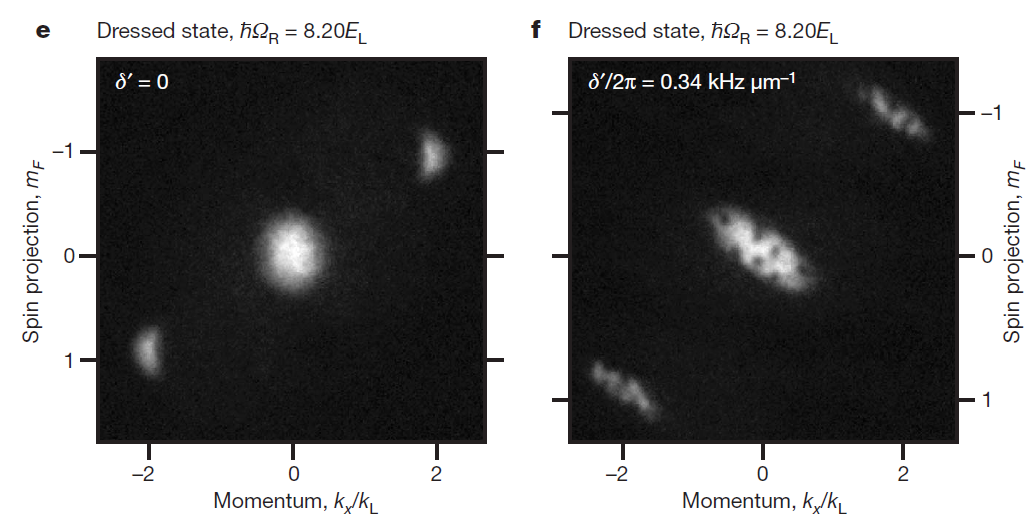 e Dressed state, ℏΩR = 8.20EL
δ′ = 0
Spin projection, mF
−1
0
1
−2 0 2
Momentum, kx/kL
f Dressed state, ℏΩR = 8.20EL
δ′/2π = 0.34 kHz μm−1
−1
0
1
Spin projection, mF
−2 0 2
Momentum, kx/kL